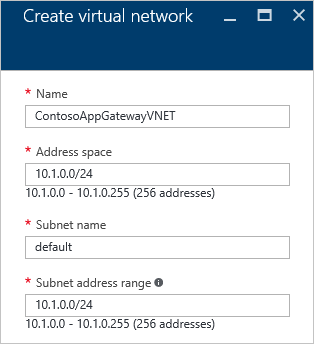 Create virtual network
* Name
ContosoAppGatewayVNET
* Address space
10.1.0.0/24
10.1.0.0 - 10.1.0.255 (256 addresses)
* Subnet name
default
* Subnet address range
10.1.0.0/24
10.1.0.0 - 10.1.0.255 (256 addresses)